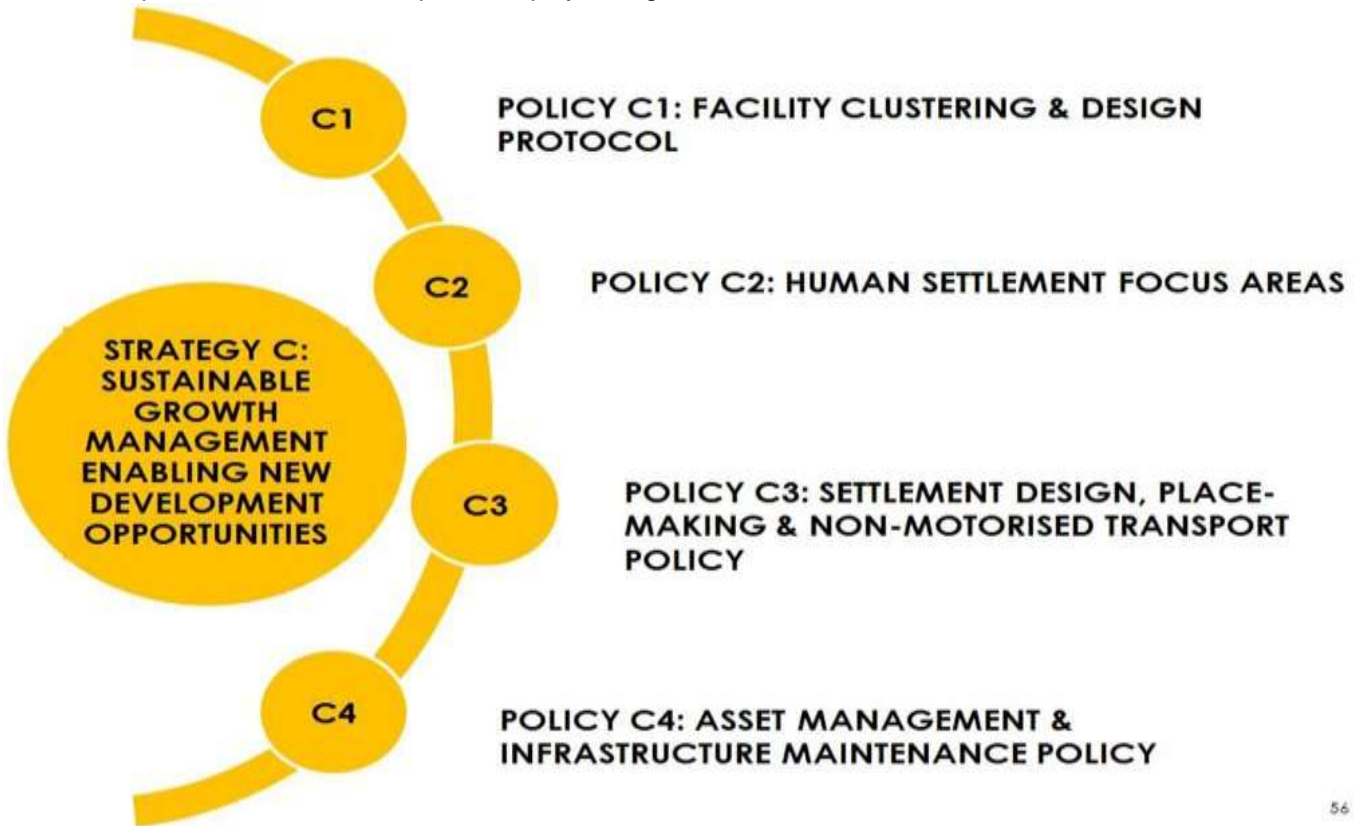 C1
POLICY C1: FACILITY CLUSTERING & DESIGN
PROTOCOL
C2
POLICY C2: HUMAN SETTLEMENT FOCUS AREAS
STRATEGY C:
SUSTAINABLE
GROWTH
MANAGEMENT
ENABLING NEW
DEVELOPMENT
OPPORTUNITIES
C3
POLICY C3: SETTLEMENT DESIGN, PLACE-
MAKING & NON-MOTORISED TRANSPORT
POLICY
C4
POLICY C4: ASSET MANAGEMENT &
INFRASTRUCTURE MAINTENANCE POLICY
56